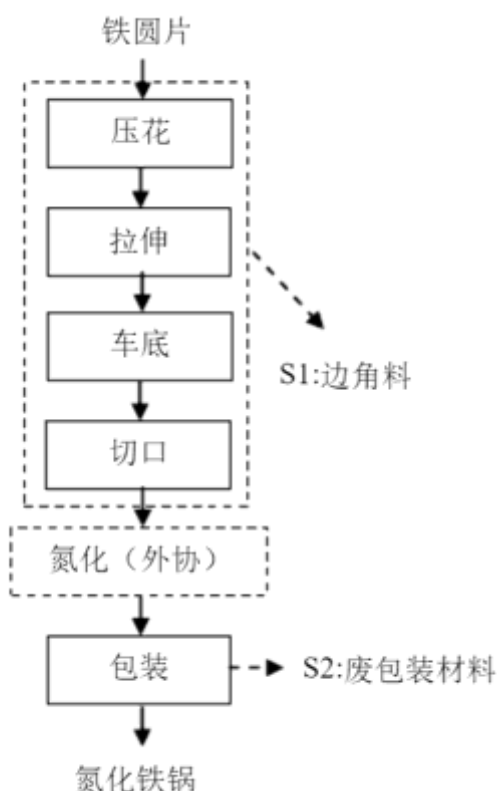 铁圆片
压花
拉伸
车底
S1:边角料
切口
氮化（外协）
包装
S2:废包装材料
氮化铁锅